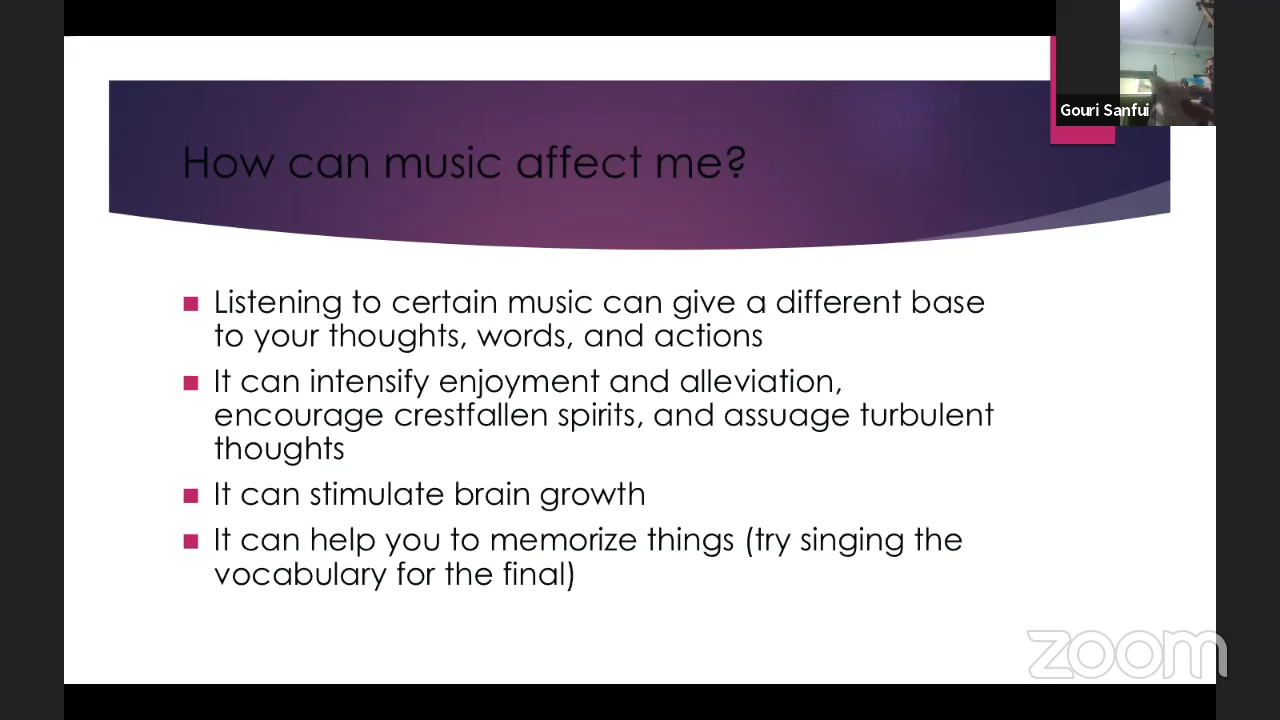 Gouri Sanfui
How can music affect me?
■ Listening to certain music can give a different base
to your thoughts, words, and actions
■ It can intensify enjoyment and alleviation,
encourage crestfallen spirits, and assuage turbulent
thoughts
■ It can stimulate brain growth
■ It can help you to memorize things (try singing the
vocabulary for the final)
zoom